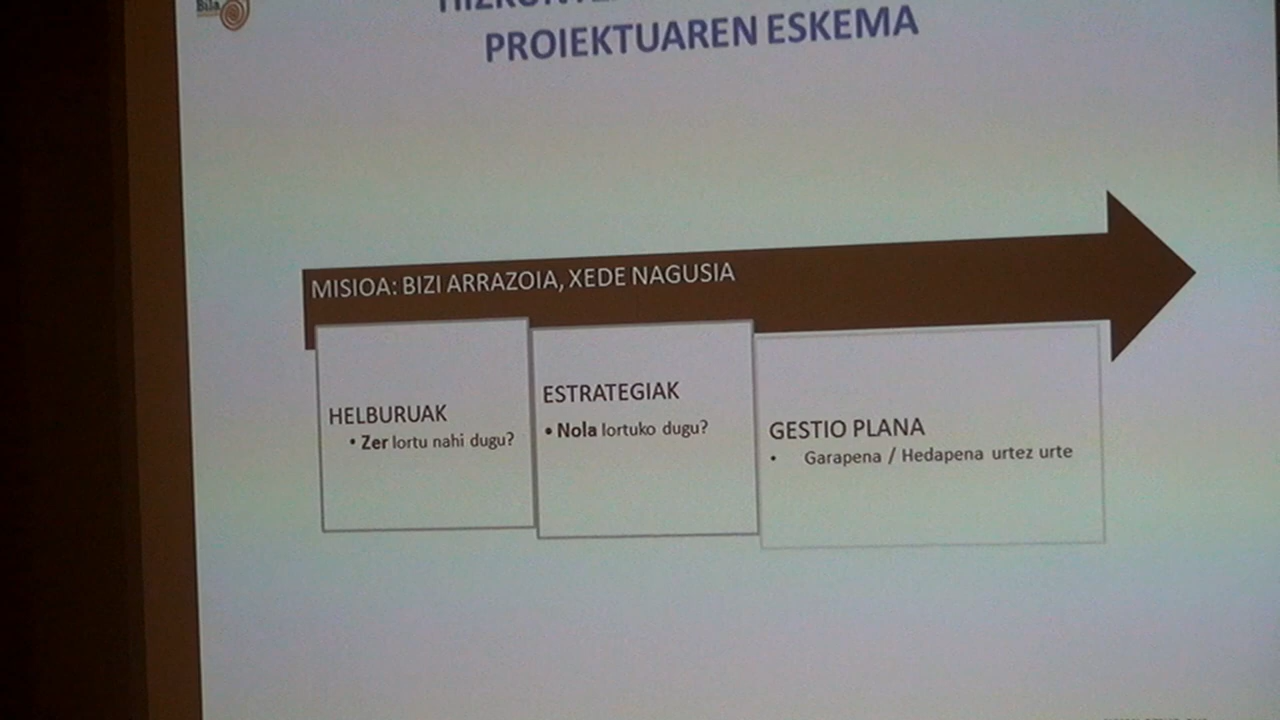 Bila
PROIEKTUAREN ESKEMA
MISIOA: BIZI ARRAZOIA, XEDE NAGUSIA
HELBURUAK
• Zer lortu nahi dugu?
ESTRATEGIAK
• Nola lortuko dugu?
GESTIO PLANA
• Garapena / Hedapena urtez urte